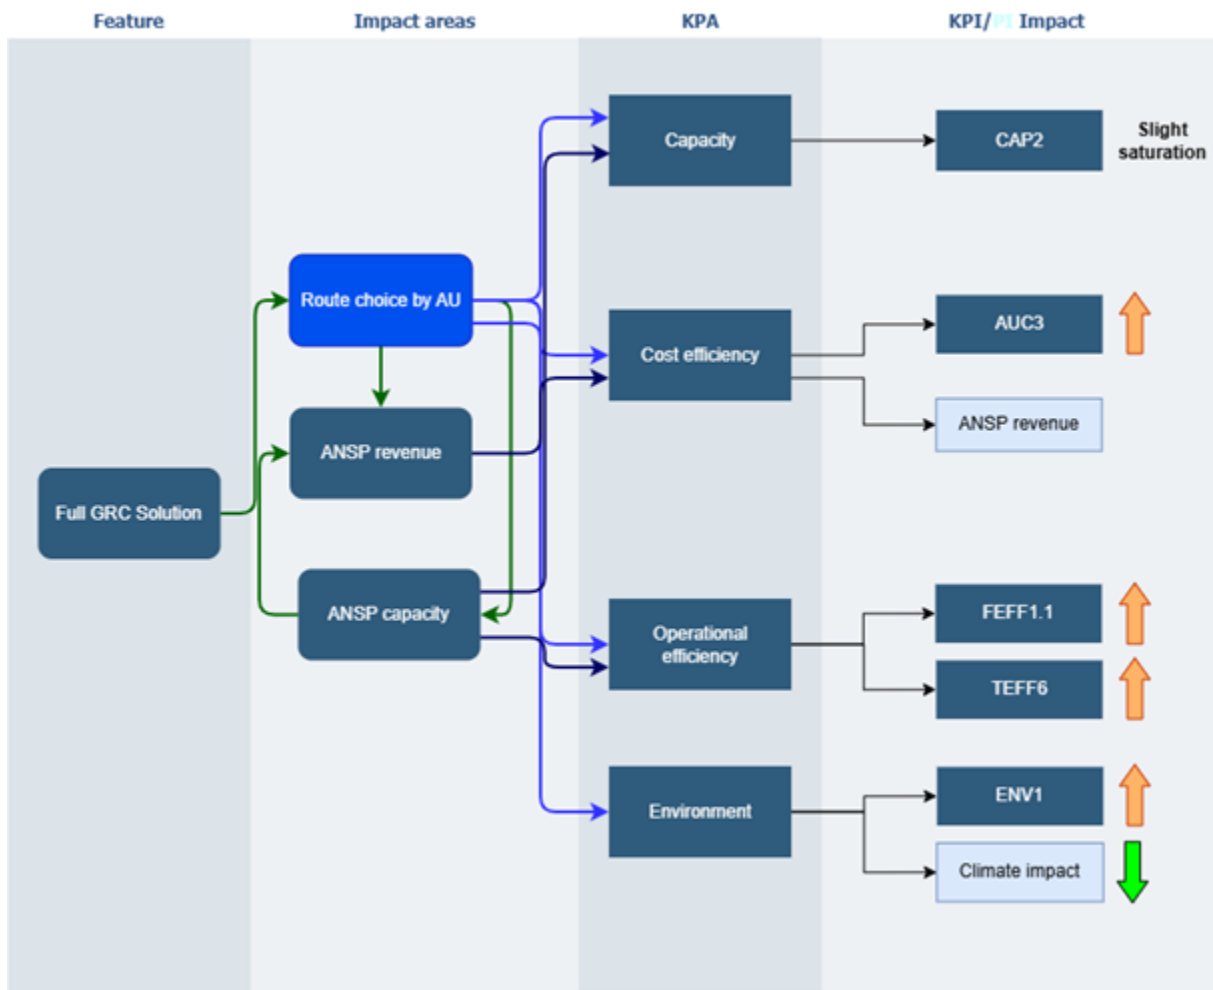 Feature
Impact areas
KPA
KPI/PI Impact
Capacity
CAP2
Slight
saturation
Route choice by AU
AUC3
Cost efficiency
ANSP revenue
ANSP revenue
Full GRC Solution
ANSP capacity
FEFF1.1
Operational
efficiency
TEFF6
ENV1
Environment
Climate impact